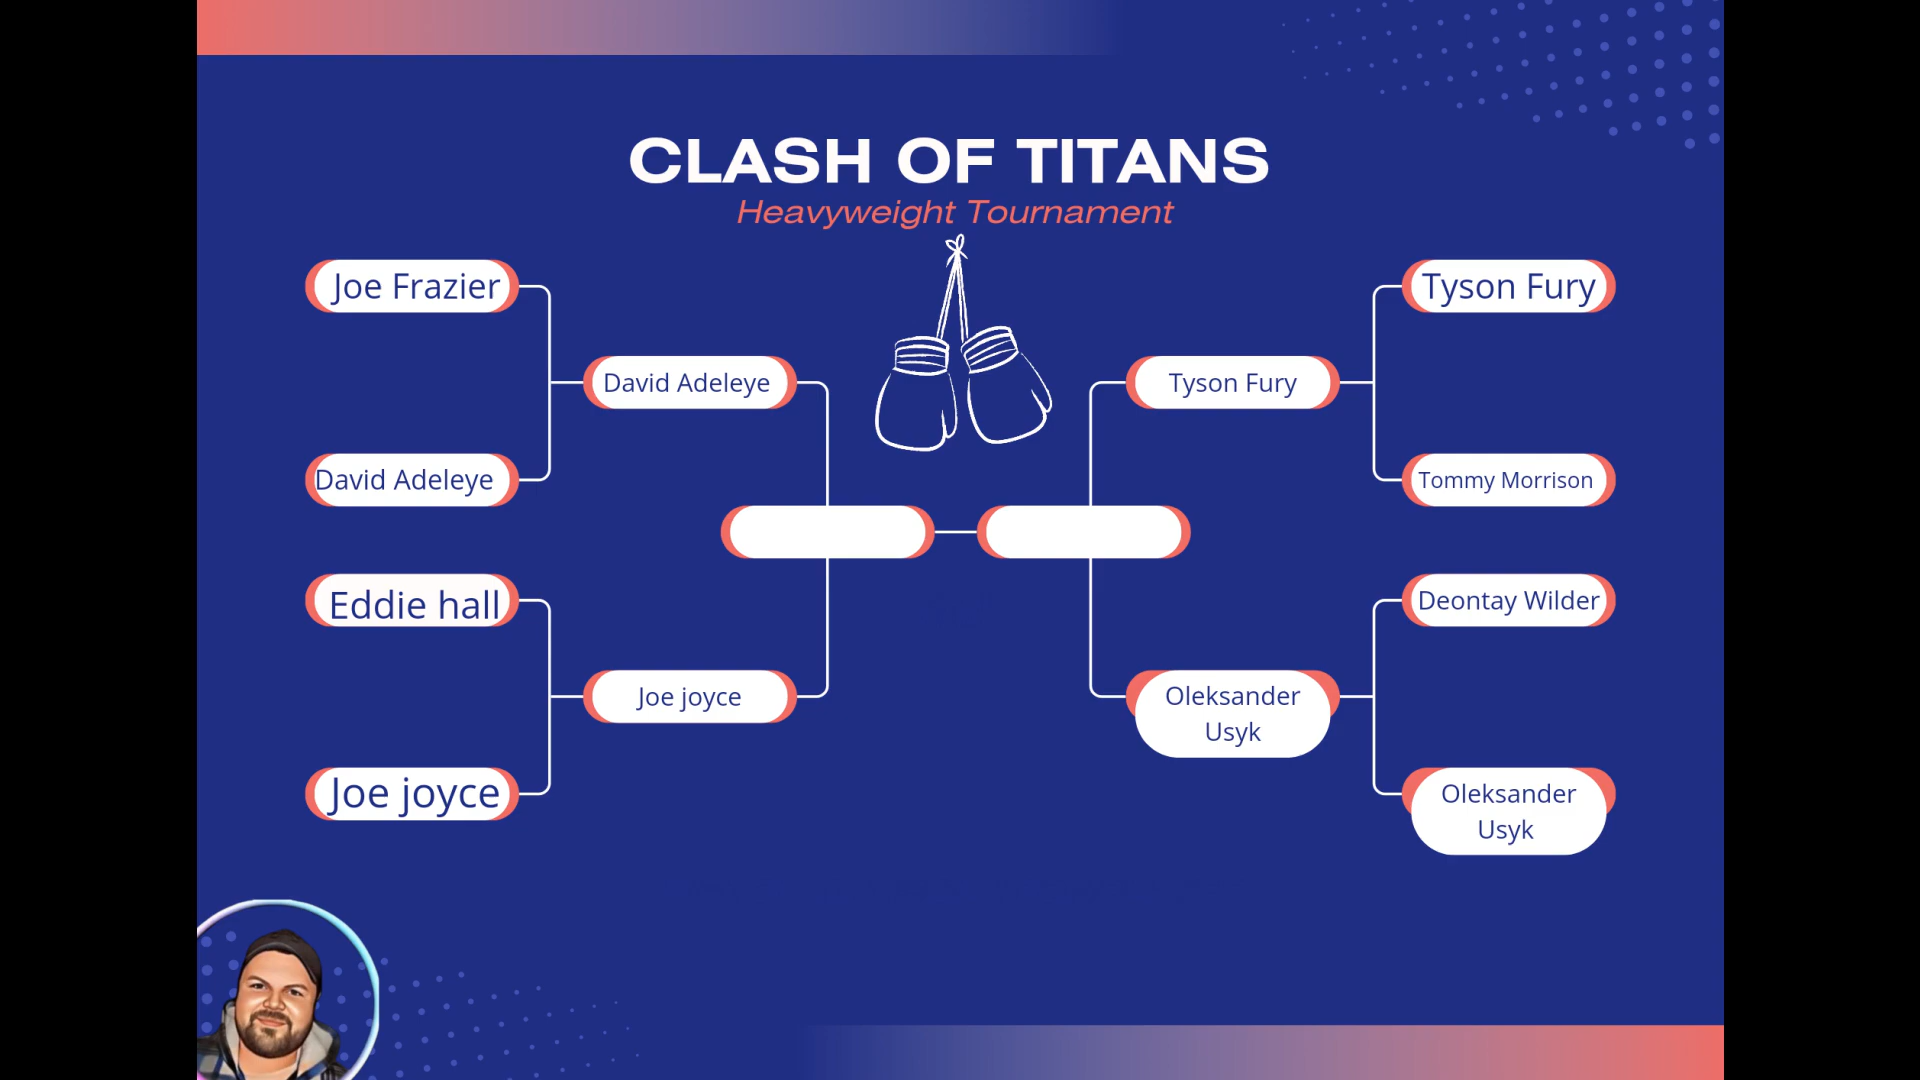 CLASH OF TITANS
Heavyweight Tournament
Joe Frazier
David Adeleye
David Adeleye
Eddie hall
Joe joyce
Joe joyce
Tyson Fury
Tyson Fury
Tommy Morrison
Deontay Wilder
Oleksander
Usyk
Oleksander
Usyk